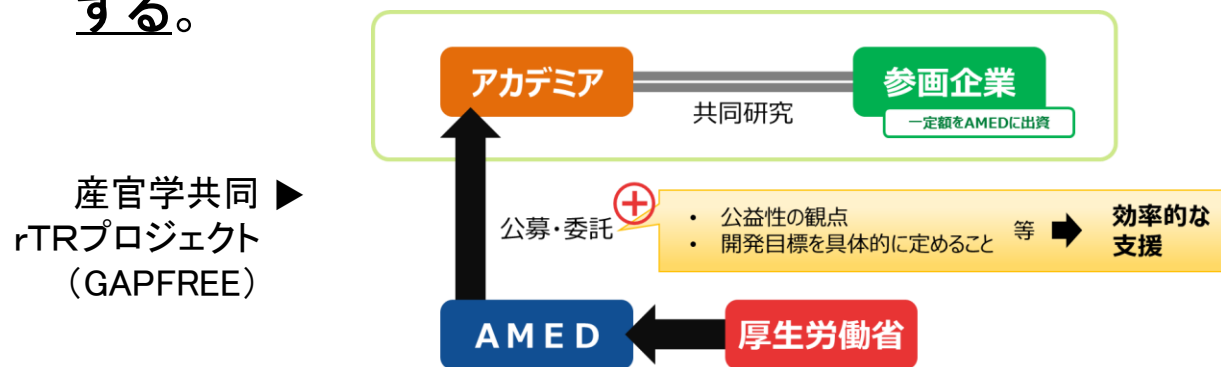 する。
アカデミア
参画企業
共同研究
一定額をAMEDに出資
産官学共同 ▶
rTRプロジェクト
（GAPFREE）
公募・委託
• 公益性の観点
• 開発目標を具体的に定めること
等
効率的な
支援
ＡＭＥＤ
厚生労働省